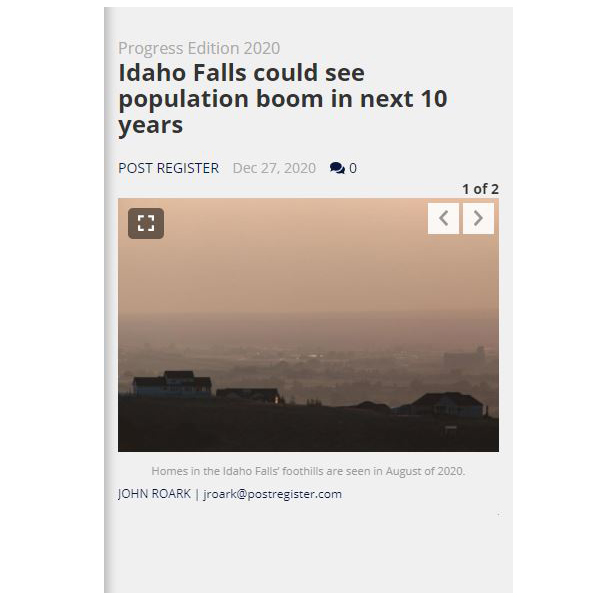 Progress Edition 2020
Idaho Falls could see
population boom in next 10
years
POST REGISTER Dec 27, 2020 0
1 of 2
Homes in the Idaho Falls' foothills are seen in August of 2020.
JOHN ROARK | jroark@postregister.com